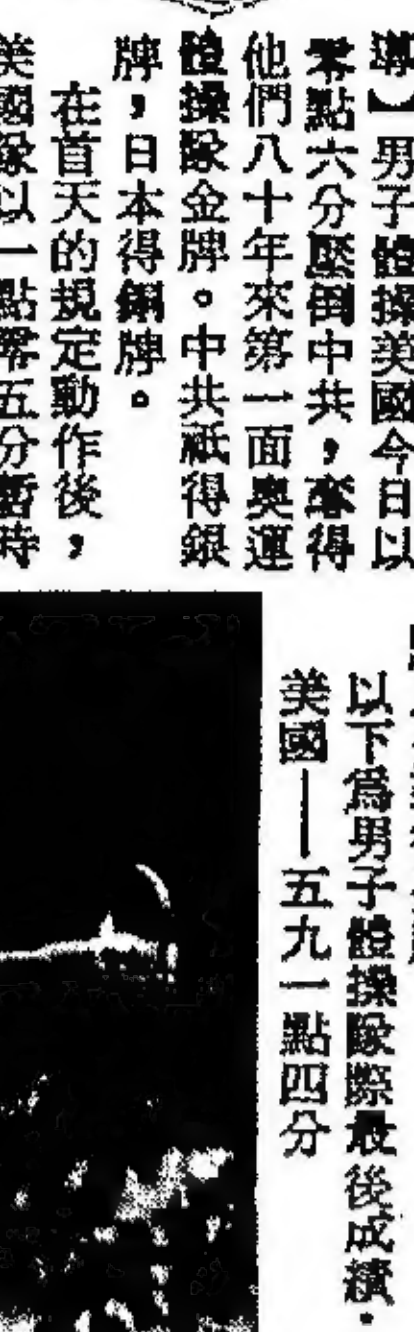 導】男子體操美國今日以
零點六分壓倒中共，奪得
他們八十年來第一面奧運
體操隊金牌。中共祇得銀
牌，日本得銅牌。
在首天的規定動作後，
美國隊以一點零五分暫時
以下為男子體操隊際最後成績．
美國——五九一點四分